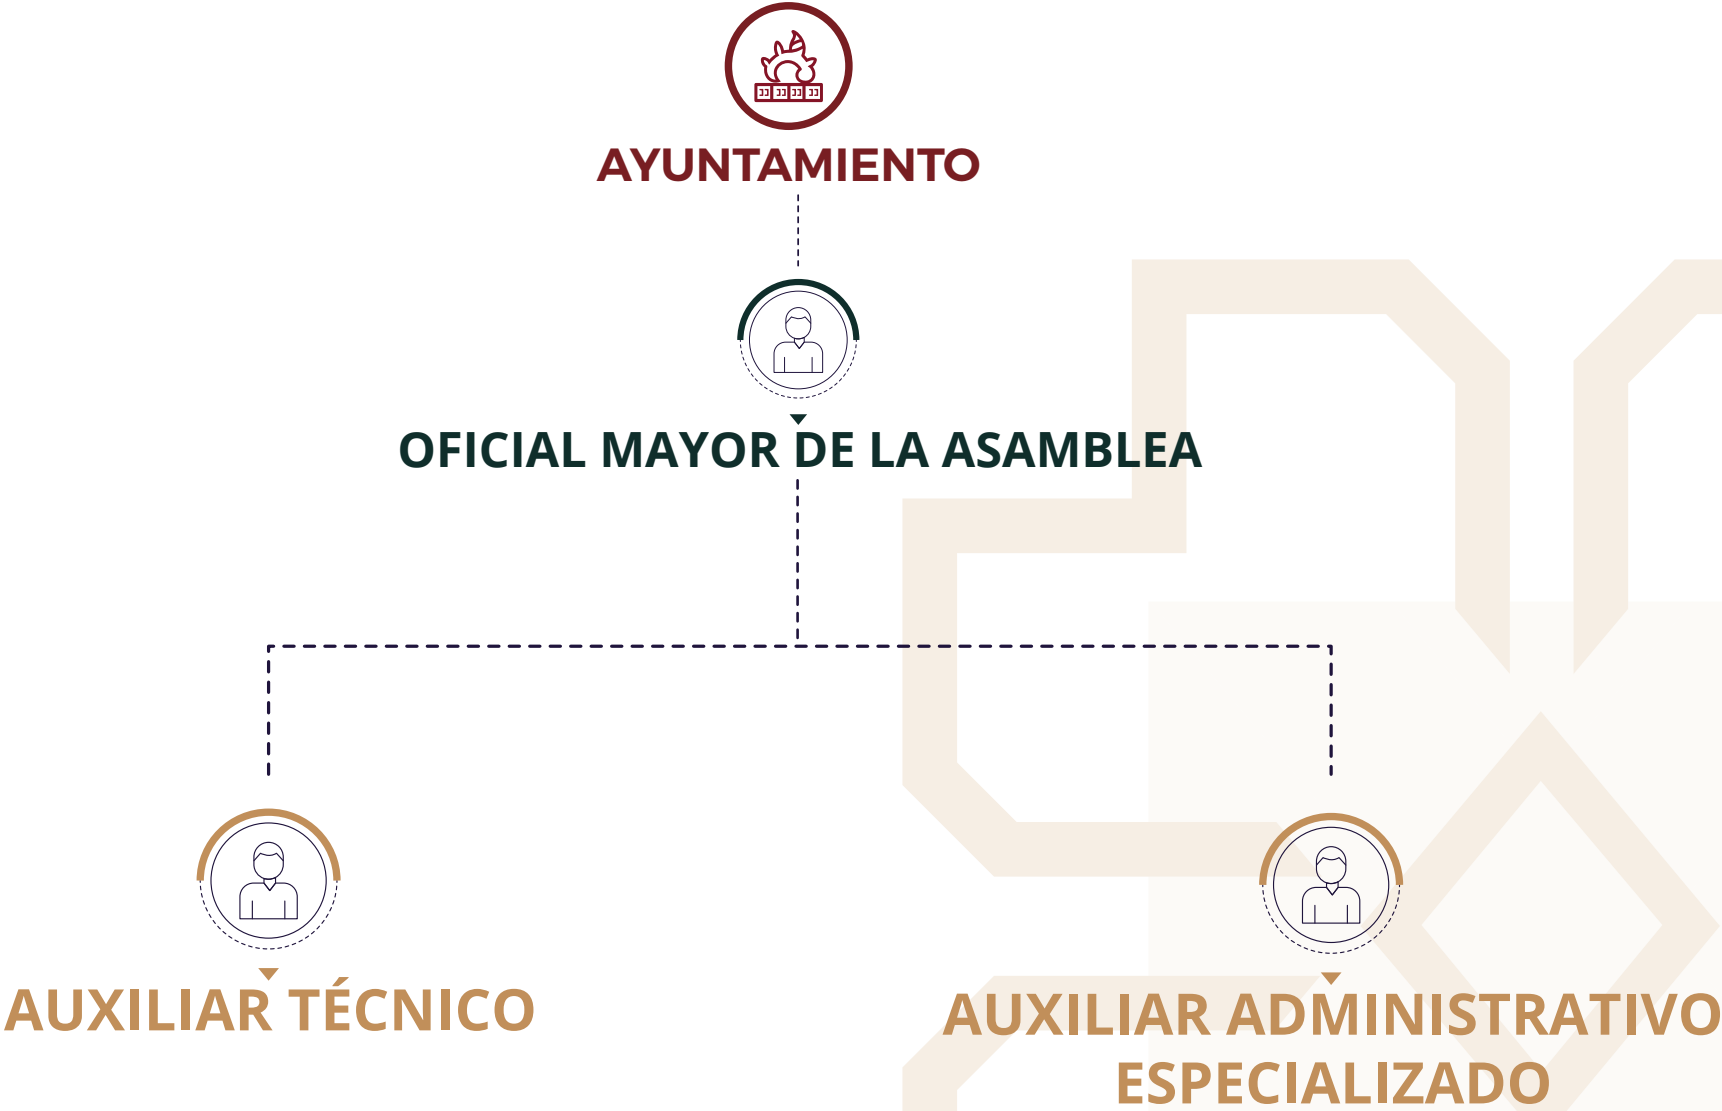 AYUNTAMIENTO
OFICIAL MAYOR DE LA ASAMBLEA
AUXILIAR TÉCNICO
AUXILIAR ADMINISTRATIVO
ESPECIALIZADO